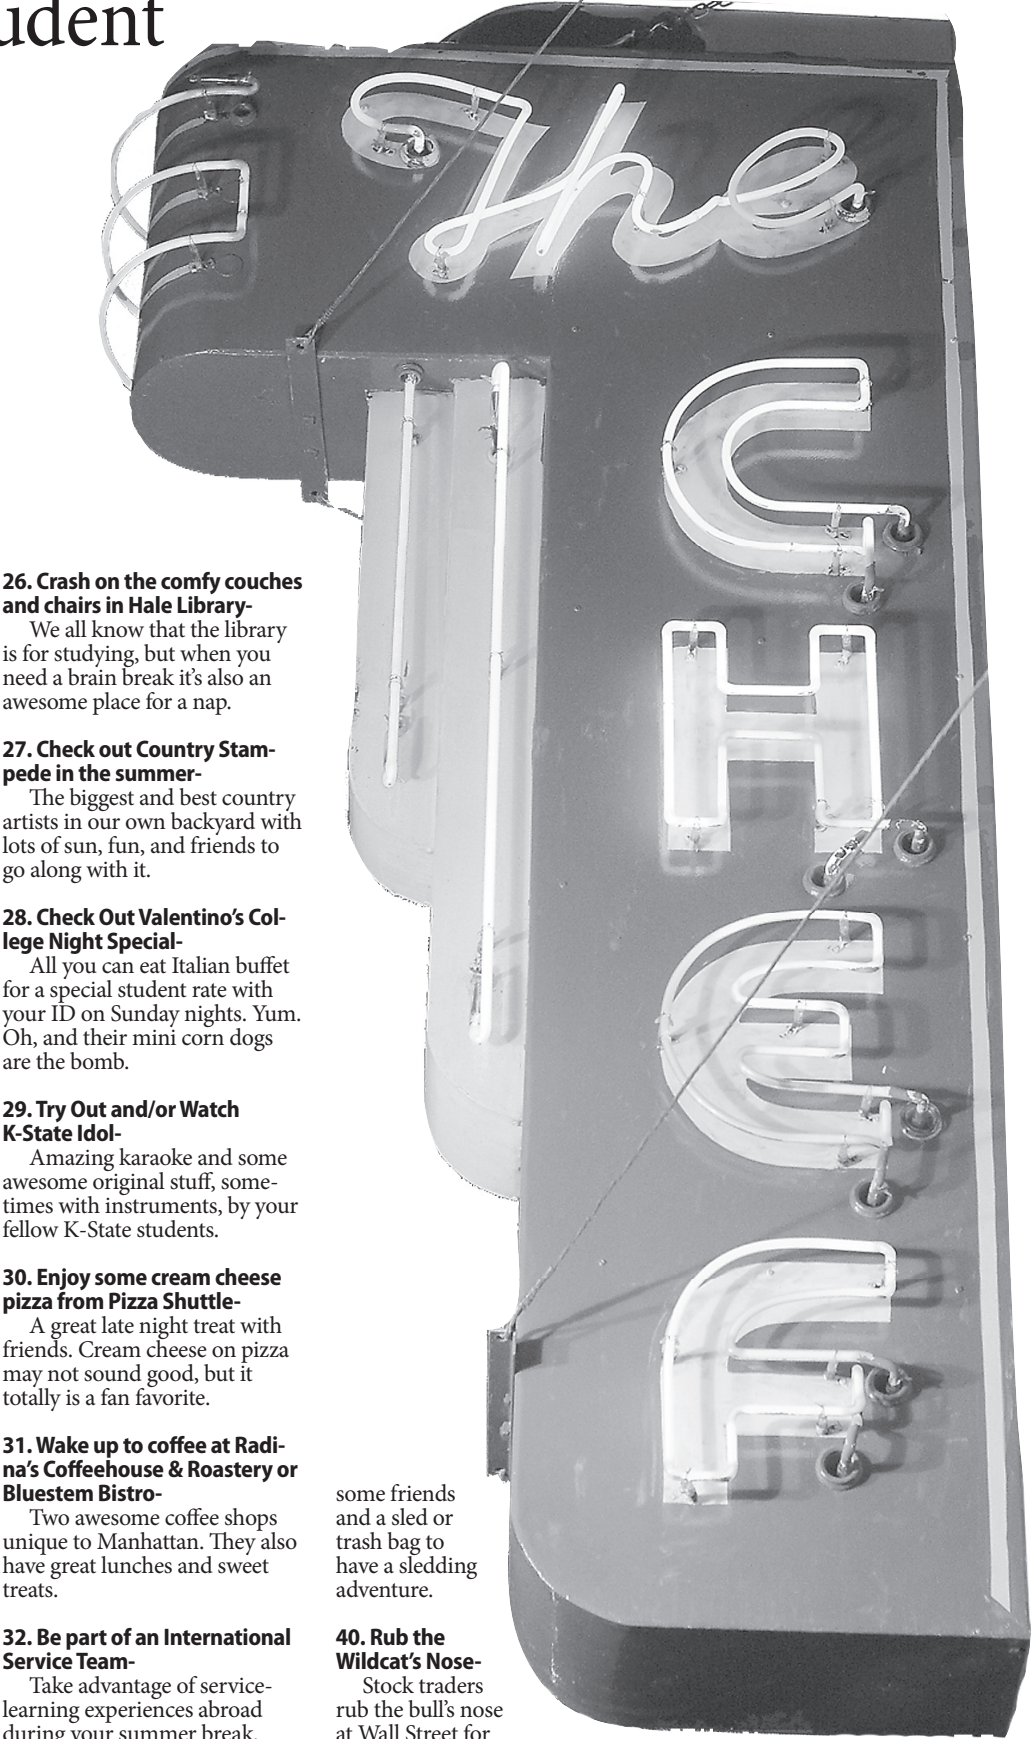 udent
The
CHEF
26. Crash on the comfy couches
and chairs in Hale Library-
We all know that the library
is for studying, but when you
need a brain break it's also an
awesome place for a nap.
27. Check out Country Stam-
pede in the summer-
The biggest and best country
artists in our own backyard with
lots of sun, fun, and friends to
go along with it.
28. Check Out Valentino's Col-
lege Night Special-
All you can eat Italian buffet
for a special student rate with
your ID on Sunday nights. Yum.
Oh, and their mini corn dogs
are the bomb.
29. Try Out and/or Watch
K-State Idol-
Amazing karaoke and some
awesome original stuff, some-
times with instruments, by your
fellow K-State students.
30. Enjoy some cream cheese
pizza from Pizza Shuttle-
A great late night treat with
friends. Cream cheese on pizza
may not sound good, but it
totally is a fan favorite.
31. Wake up to coffee at Radi-
na's Coffeehouse & Roastery or
Bluestem Bistro-
Two awesome coffee shops
unique to Manhattan. They also
have great lunches and sweet
treats.
32. Be part of an International
Service Team-
Take advantage of service-
learning experiences abroad
during your summer break.
some friends
and a sled or
trash bag to
have a sledding
adventure.
40. Rub the
Wildcat's Nose-
Stock traders
rub the bull's nose
at Wall Street for